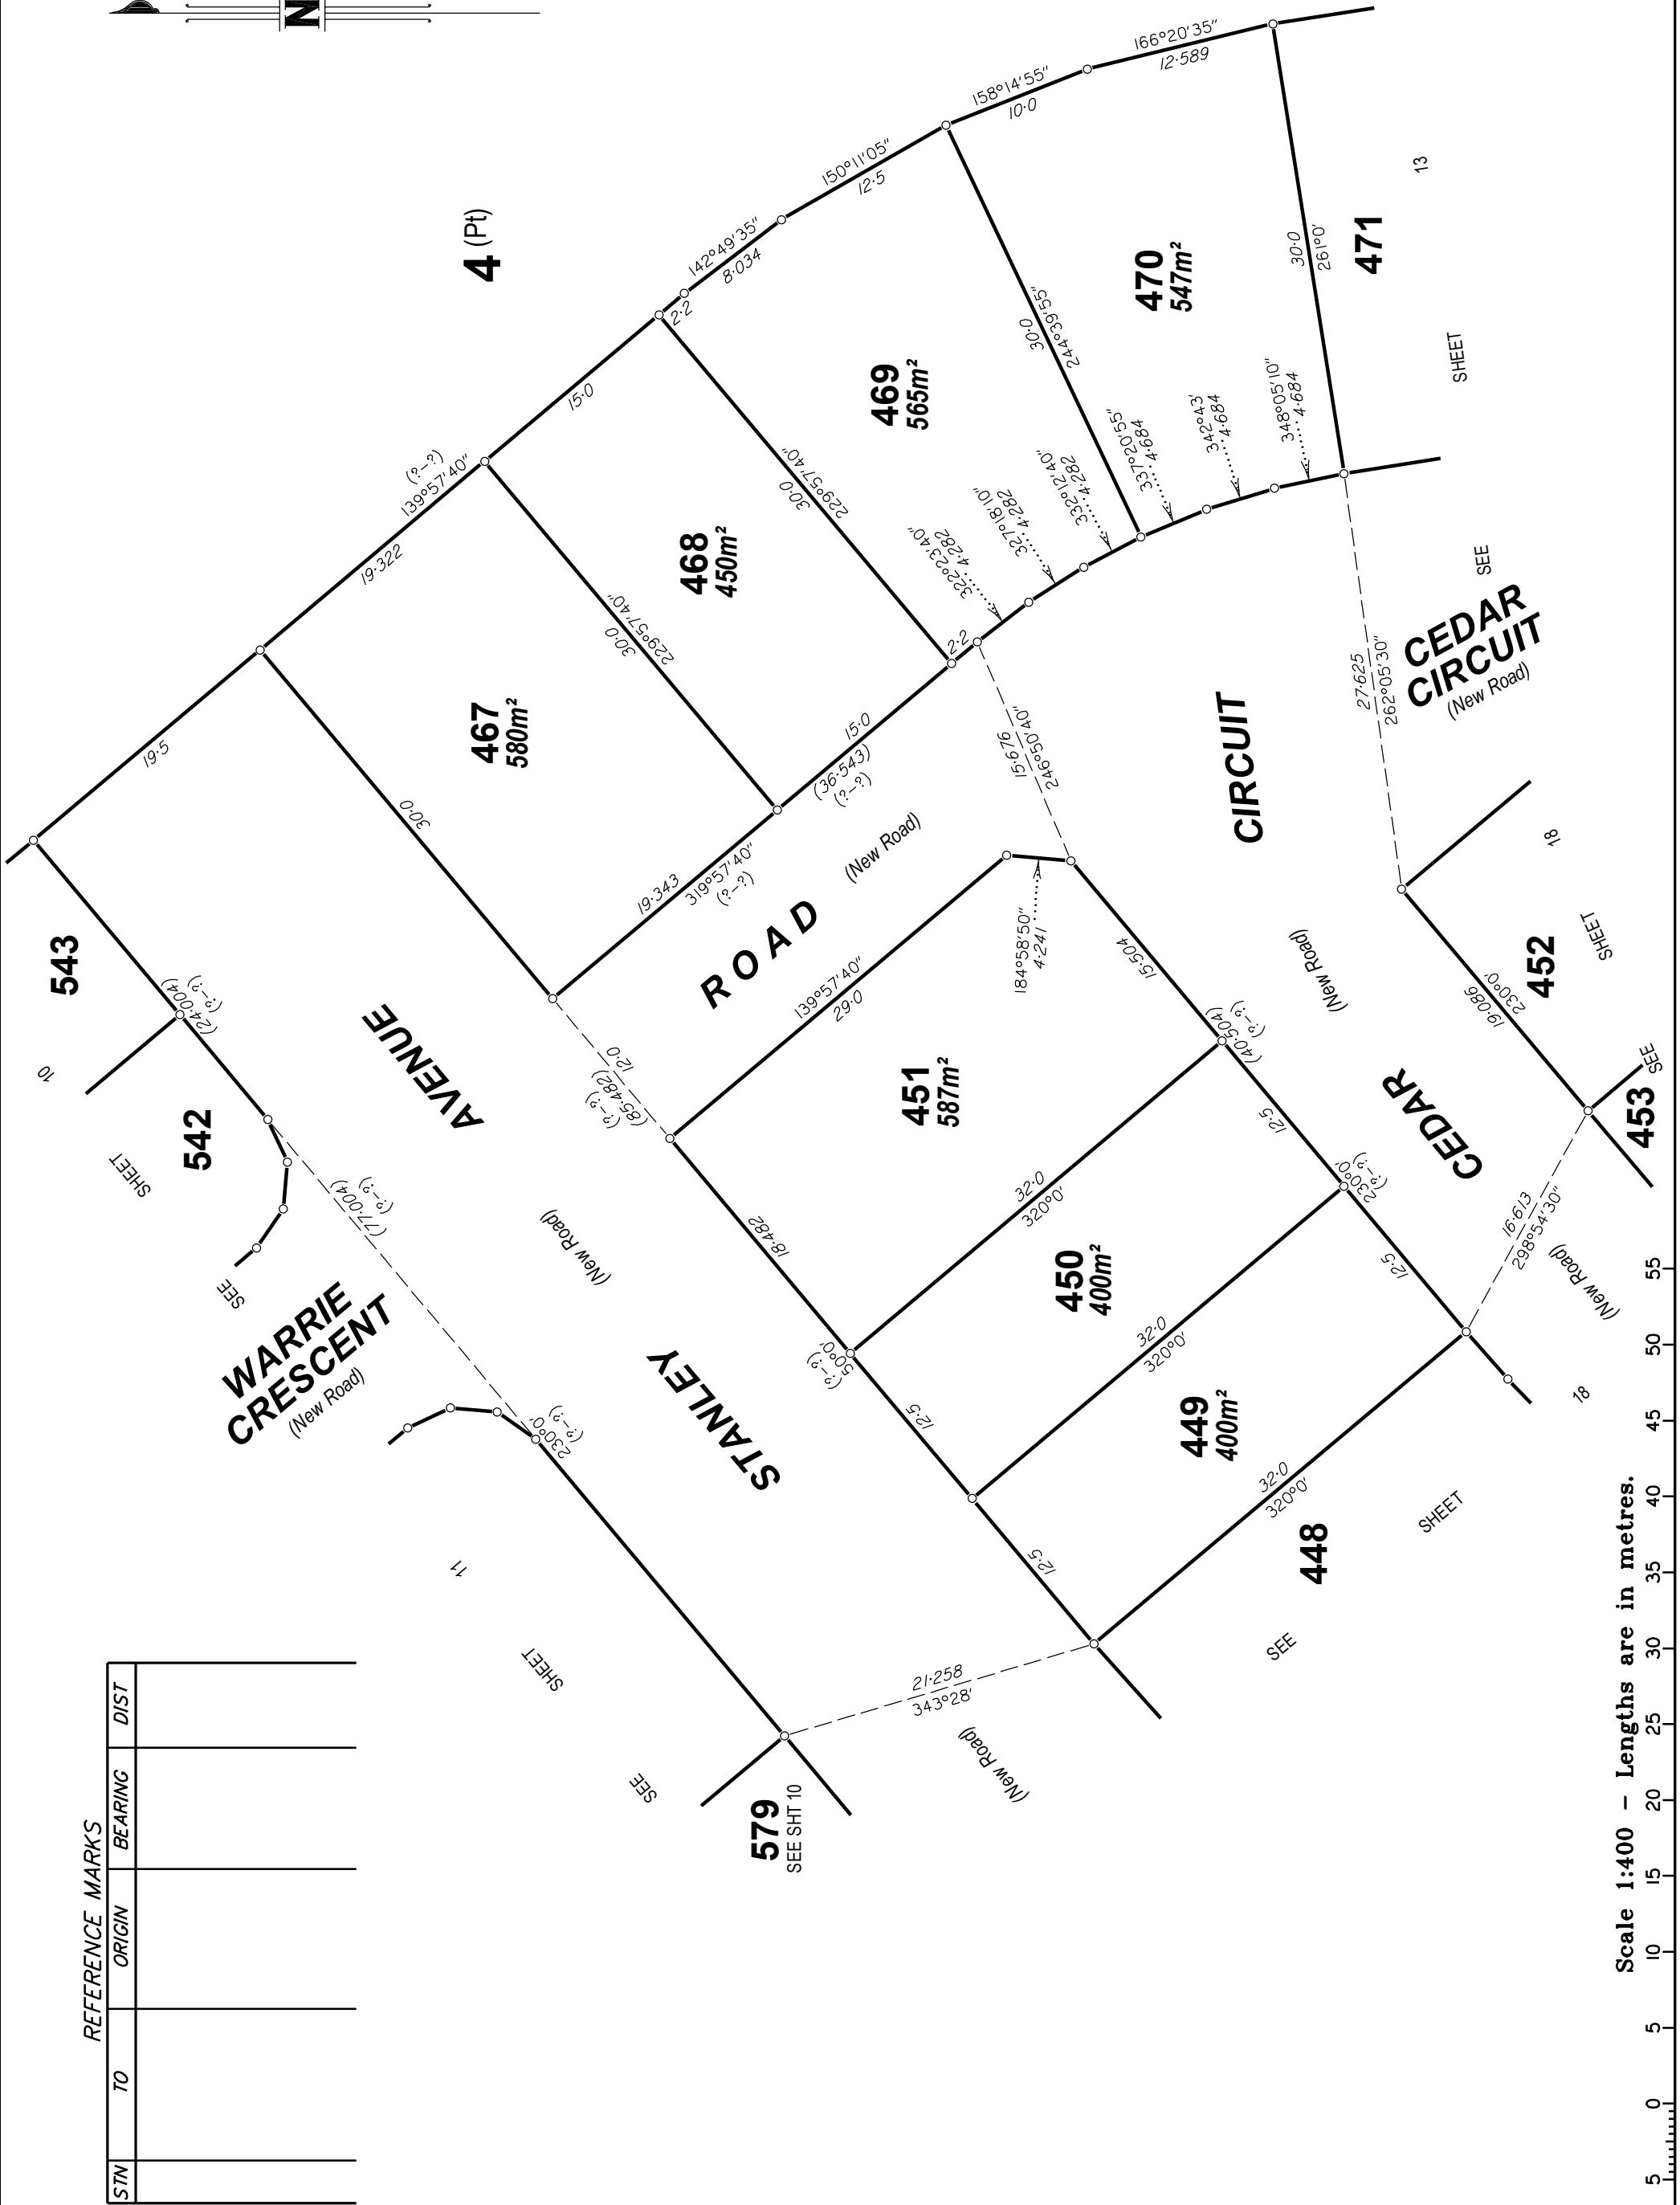 REFERENCE MARKS
STN TO ORIGIN BEARING DIST
N
4 (Pt)
543
10
542
SHEET
SEE
WARRIE
CRESCENT
(New Road)
11
SHEET
SEE
579
SEE SHT 10
(24·004)
(?–?)
(77·004)
(?–?)
230°0'
(?–?)
STANLEY
AVENUE
(New Road)
(New Road)
21·258
343°28'
19·5
30·0
467
580m²
19·322
139°57'40"
(?–?)
30·0
229°57'40"
468
450m²
15·0
30·0
229°57'40"
2·2
142°49'35"
8·034
150°11'05"
12·5
469
565m²
30·0
244°39'55"
158°14'55"
10·0
166°20'35"
12·589
470
547m²
30·0
261°0'
471
13
SHEET
SEE
19·343
319°57'40"
(?–?)
15·0
(36·543)
(?–?)
2·2
322°23'40"
4·282
327°18'10"
4·282
332°12'40"
4·282
337°20'55"
4·684
342°43'
4·684
348°05'10"
4·684
ROAD
(New Road)
15·676
246°50'40"
CIRCUIT
27·625
262°05'30"
CEDAR
CIRCUIT
(New Road)
12·0
(85·482)
(?–?)
139°57'40"
29·0
184°58'50"
4·241
451
587m²
18·482
15·504
(40·504)
(?–?)
32·0
320°0'
50°0'
(?–?)
450
400m²
12·5
12·5
32·0
320°0'
230°0'
(?–?)
449
400m²
12·5
12·5
32·0
320°0'
448
SEE
SHEET
18
CEDAR
(New Road)
(New Road)
16·613
298°54'30"
19·086
230°0'
452
453
SEE
SHEET
18
Scale 1:400 – Lengths are in metres.
5 0 5 10 15 20 25 30 35 40 45 50 55